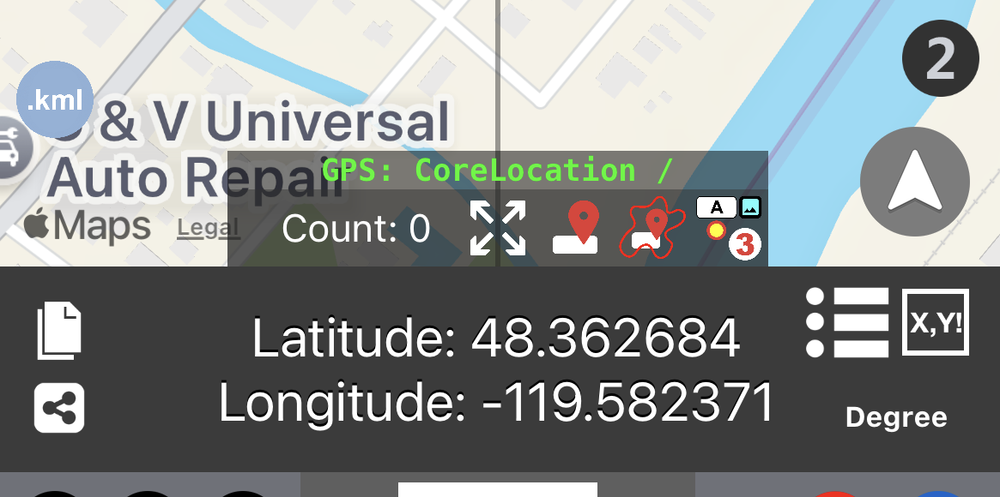 2
.kml
& V Universal
Auto Repair
GPS: CoreLocation /
Maps
Legal
Count: 0
A
3
Latitude: 48.362684
Longitude: -119.582371
X,Y!
Degree